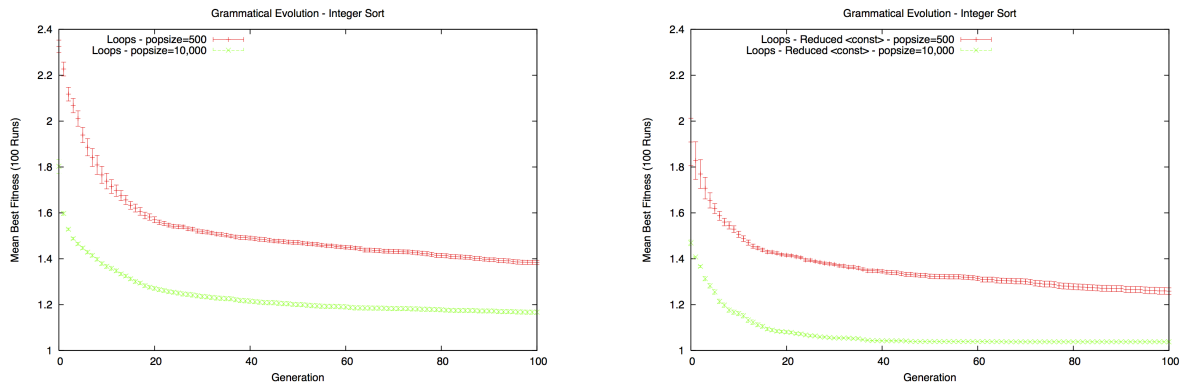 Grammatical Evolution - Integer Sort
2.4
2.2
2
1.8
1.6
1.4
1.2
1
Mean Best Fitness (100 Runs)
Loops - popsize=500
Loops - popsize=10,000
0
20
40
60
80
100
Generation
Grammatical Evolution - Integer Sort
2.4
2.2
2
1.8
1.6
1.4
1.2
1
Mean Best Fitness (100 Runs)
Loops - Reduced <const> - popsize=500
Loops - Reduced <const> - popsize=10,000
0
20
40
60
80
100
Generation